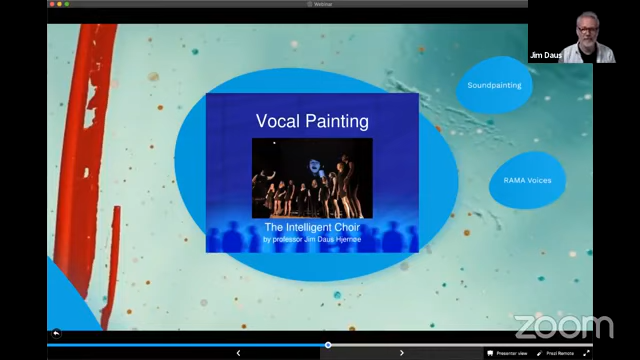 Webinar
Jim Daus
Soundpainting
Vocal Painting
RAMA Voices
The Intelligent Choir
by professor Jim Daus Hjernøe
zoom
Presenter view
Prezi Remote